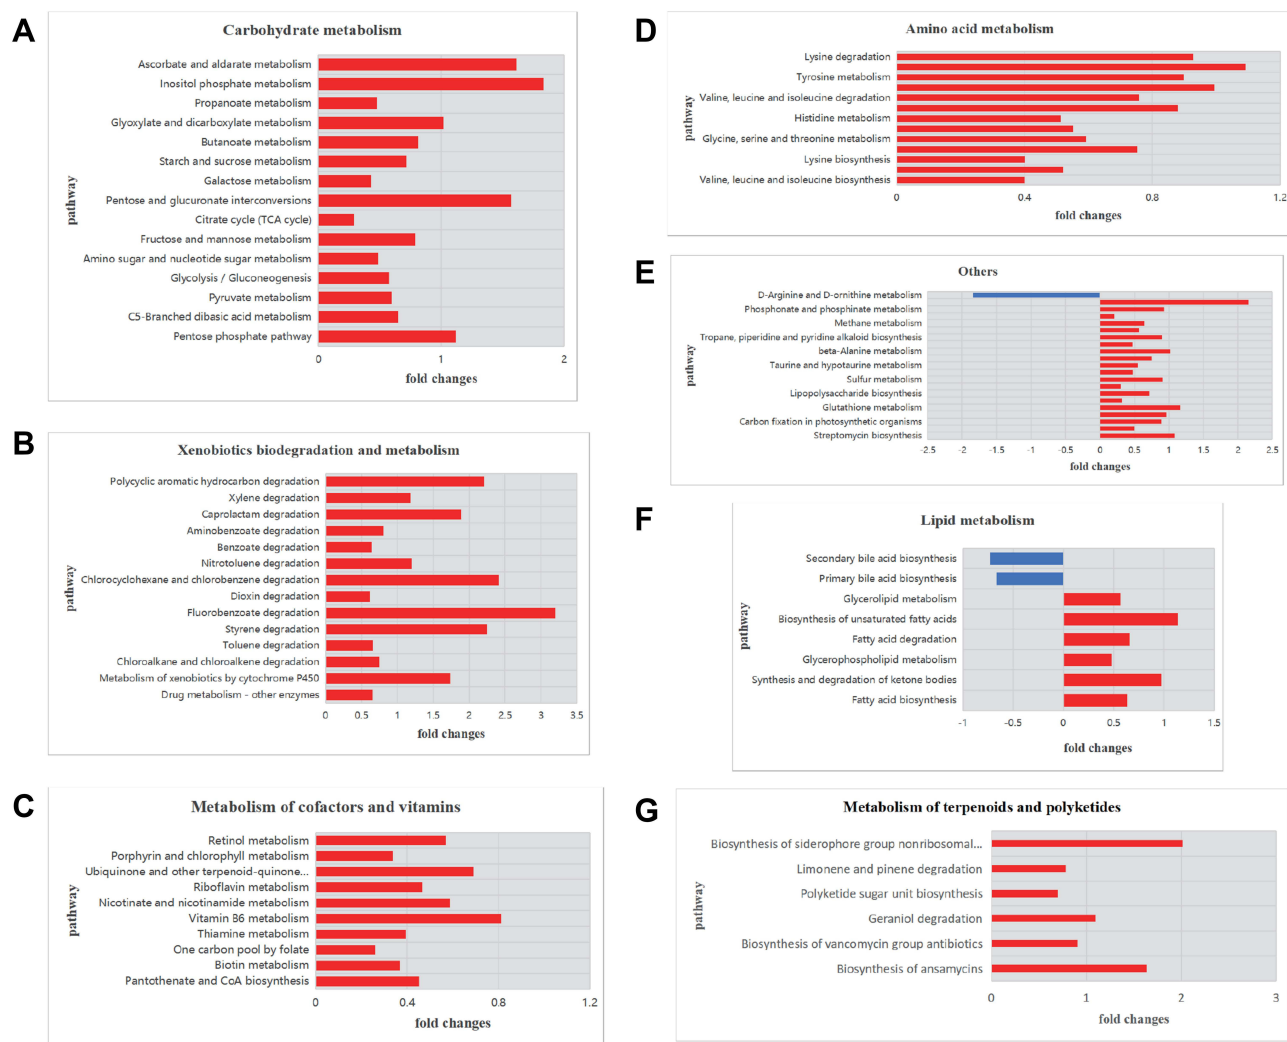 A
Carbohydrate metabolism
Ascorbate and aldarate metabolism
Inositol phosphate metabolism
Propanoate metabolism
Glyoxylate and dicarboxylate metabolism
Butanoate metabolism
Starch and sucrose metabolism
Galactose metabolism
Pentose and glucuronate interconversions
Citrate cycle (TCA cycle)
Fructose and mannose metabolism
Amino sugar and nucleotide sugar metabolism
Glycolysis / Gluconeogenesis
Pyruvate metabolism
C5-Branched dibasic acid metabolism
Pentose phosphate pathway
pathway
0 1 2
fold changes
B
Xenobiotics biodegradation and metabolism
Polycyclic aromatic hydrocarbon degradation
Xylene degradation
Caprolactam degradation
Aminobenzoate degradation
Benzoate degradation
Nitrotoluene degradation
Chlorocyclohexane and chlorobenzene degradation
Dioxin degradation
Fluorobenzoate degradation
Styrene degradation
Toluene degradation
Chloroalkane and chloroalkene degradation
Metabolism of xenobiotics by cytochrome P450
Drug metabolism - other enzymes
pathway
0 0.5 1 1.5 2 2.5 3 3.5
fold changes
C
Metabolism of cofactors and vitamins
Retinol metabolism
Porphyrin and chlorophyll metabolism
Ubiquinone and other terpenoid-quinone...
Riboflavin metabolism
Nicotinate and nicotinamide metabolism
Vitamin B6 metabolism
Thiamine metabolism
One carbon pool by folate
Biotin metabolism
Pantothenate and CoA biosynthesis
pathway
0 0.4 0.8 1.2
fold changes
D
Amino acid metabolism
Lysine degradation
Tyrosine metabolism
Valine, leucine and isoleucine degradation
Histidine metabolism
Glycine, serine and threonine metabolism
Lysine biosynthesis
Valine, leucine and isoleucine biosynthesis
pathway
0 0.4 0.8 1.2
fold changes
E
Others
D-Arginine and D-ornithine metabolism
Phosphonate and phosphinate metabolism
Methane metabolism
Tropane, piperidine and pyridine alkaloid biosynthesis
beta-Alanine metabolism
Taurine and hypotaurine metabolism
Sulfur metabolism
Lipopolysaccharide biosynthesis
Glutathione metabolism
Carbon fixation in photosynthetic organisms
Streptomycin biosynthesis
pathway
-2.5 -2 -1.5 -1 -0.5 0 0.5 1 1.5 2 2.5
fold changes
F
Lipid metabolism
Secondary bile acid biosynthesis
Primary bile acid biosynthesis
Glycerolipid metabolism
Biosynthesis of unsaturated fatty acids
Fatty acid degradation
Glycerophospholipid metabolism
Synthesis and degradation of ketone bodies
Fatty acid biosynthesis
pathway
-1 -0.5 0 0.5 1 1.5
fold changes
G
Metabolism of terpenoids and polyketides
Biosynthesis of siderophore group nonribosomal...
Limonene and pinene degradation
Polyketide sugar unit biosynthesis
Geraniol degradation
Biosynthesis of vancomycin group antibiotics
Biosynthesis of ansamycins
pathway
0 1 2 3
fold changes